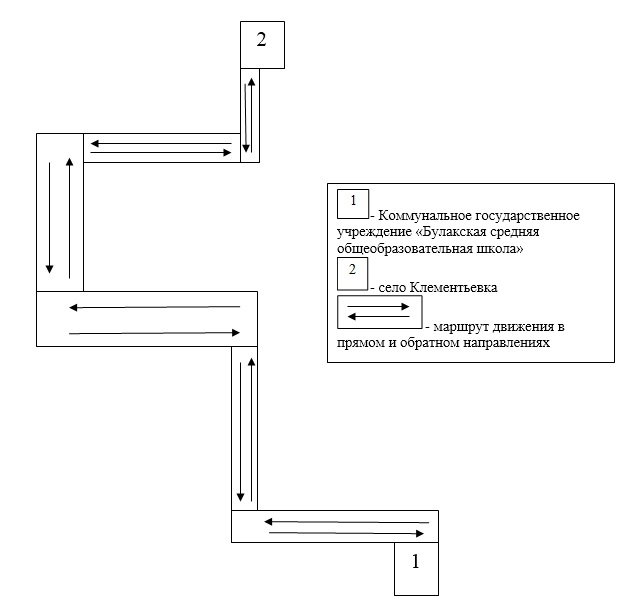 2
1
- Коммунальное государственное
учреждение «Булакская средняя
общеобразовательная школа»
2
- село Клементьевка
- маршрут движения в
прямом и обратном направлениях
1